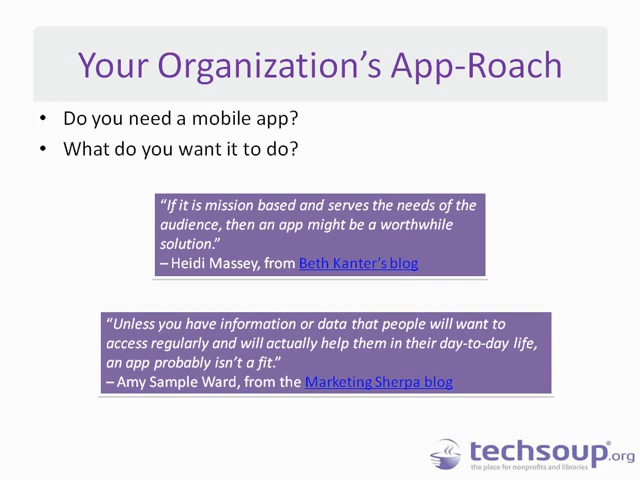 Your Organization's App-Roach
• Do you need a mobile app?
• What do you want it to do?
“If it is mission based and serves the needs of the
audience, then an app might be a worthwhile
solution.”
– Heidi Massey, from Beth Kanter's blog
“Unless you have information or data that people will want to
access regularly and will actually help them in their day-to-day life,
an app probably isn't a fit.”
– Amy Sample Ward, from the Marketing Sherpa blog
techsoup®.org
the place for nonprofits and libraries